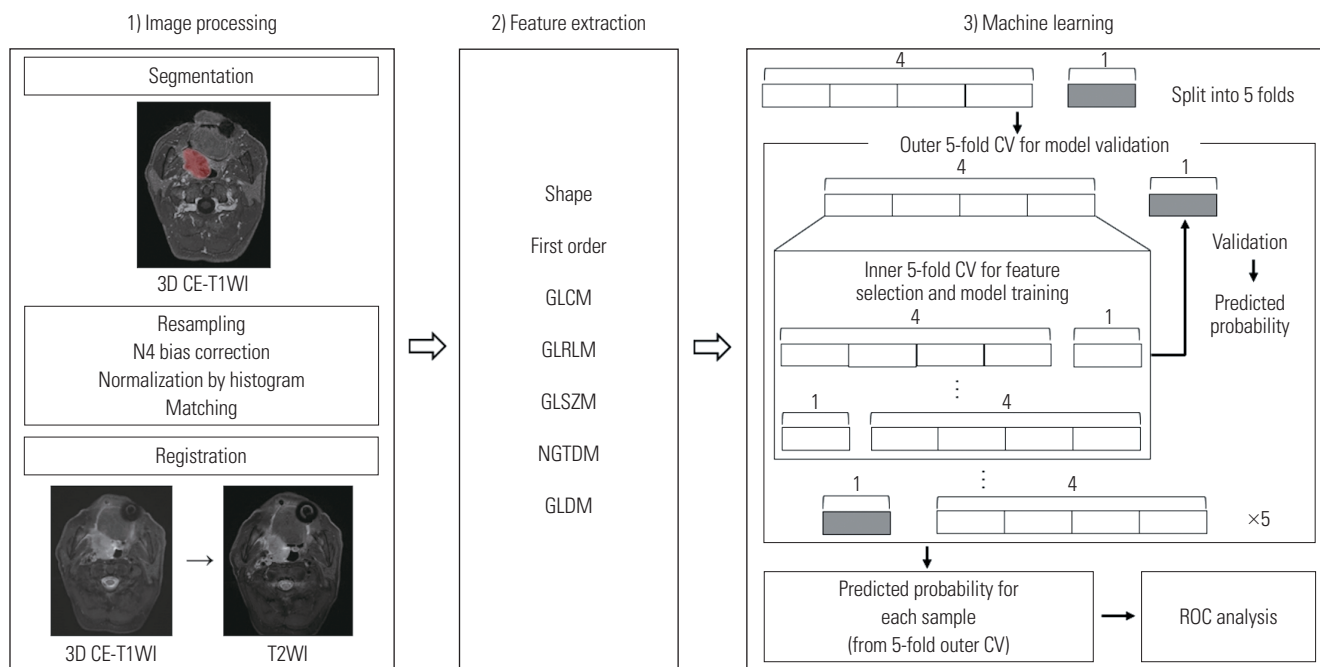 1) Image processing
Segmentation
3D CE-T1WI
Resampling
N4 bias correction
Normalization by histogram
Matching
Registration
3D CE-T1WI
→
T2WI
2) Feature extraction
Shape
First order
GLCM
GLRLM
GLSZM
NGTDM
GLDM
3) Machine learning
4
1
Split into 5 folds
Outer 5-fold CV for model validation
4
1
Validation
Predicted
probability
Inner 5-fold CV for feature
selection and model training
4
1
⋮
1
4
⋮
1
4
×5
Predicted probability for
each sample
(from 5-fold outer CV)
ROC analysis